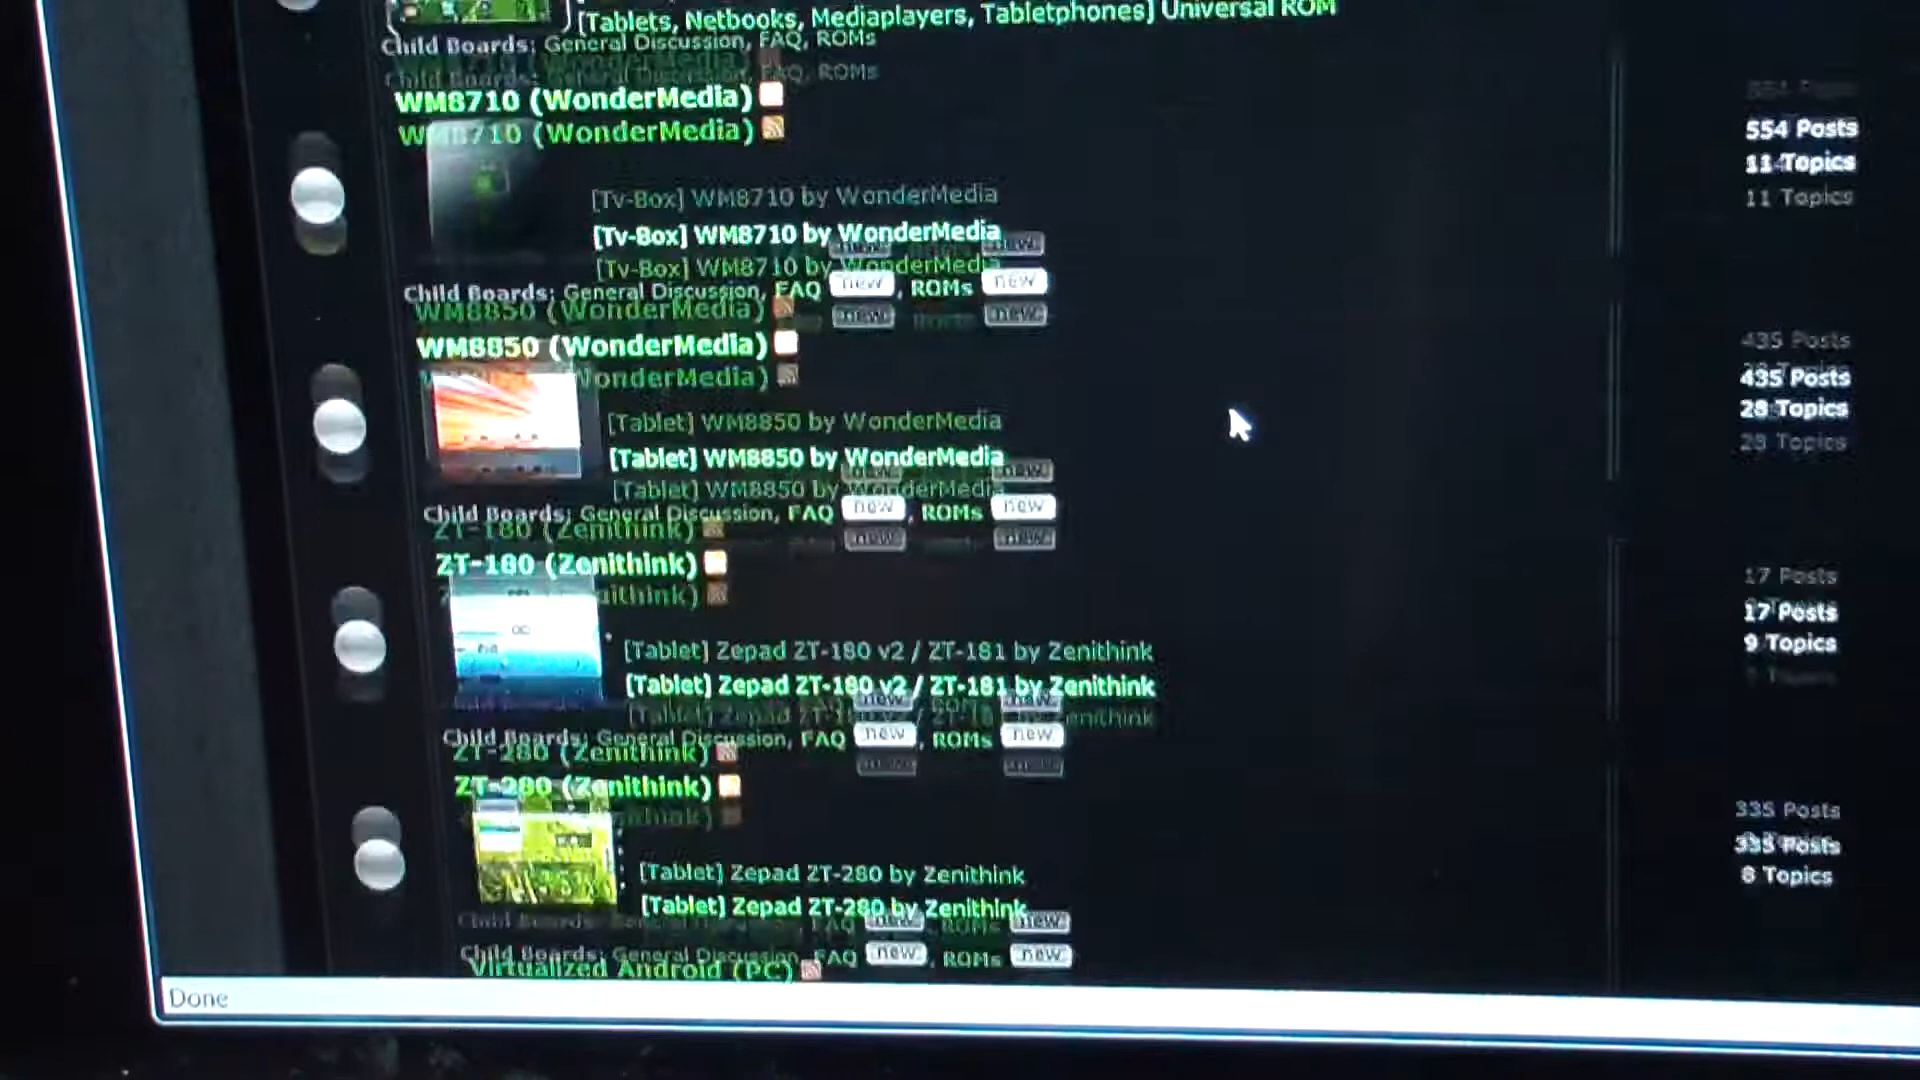 [Tablets, Netbooks, Mediaplayers, Tabletphones] Universal ROM
Child Boards: General Discussion, FAQ, ROMs
WM8710 (WonderMedia)
554 Posts
11 Topics
[Tv-Box] WM8710 by WonderMedia
Child Boards: General Discussion, FAQ new , ROMs new
WM8850 (WonderMedia)
435 Posts
28 Topics
[Tablet] WM8850 by WonderMedia
Child Boards: General Discussion, FAQ new , ROMs new
ZT-180 (Zenithink)
17 Posts
9 Topics
[Tablet] Zepad ZT-180 v2 / ZT-181 by Zenithink
Child Boards: General Discussion, FAQ new , ROMs new
ZT-280 (Zenithink)
335 Posts
8 Topics
[Tablet] Zepad ZT-280 by Zenithink
Child Boards: General Discussion, FAQ new , ROMs new
Virtualized Android (PC)
Done